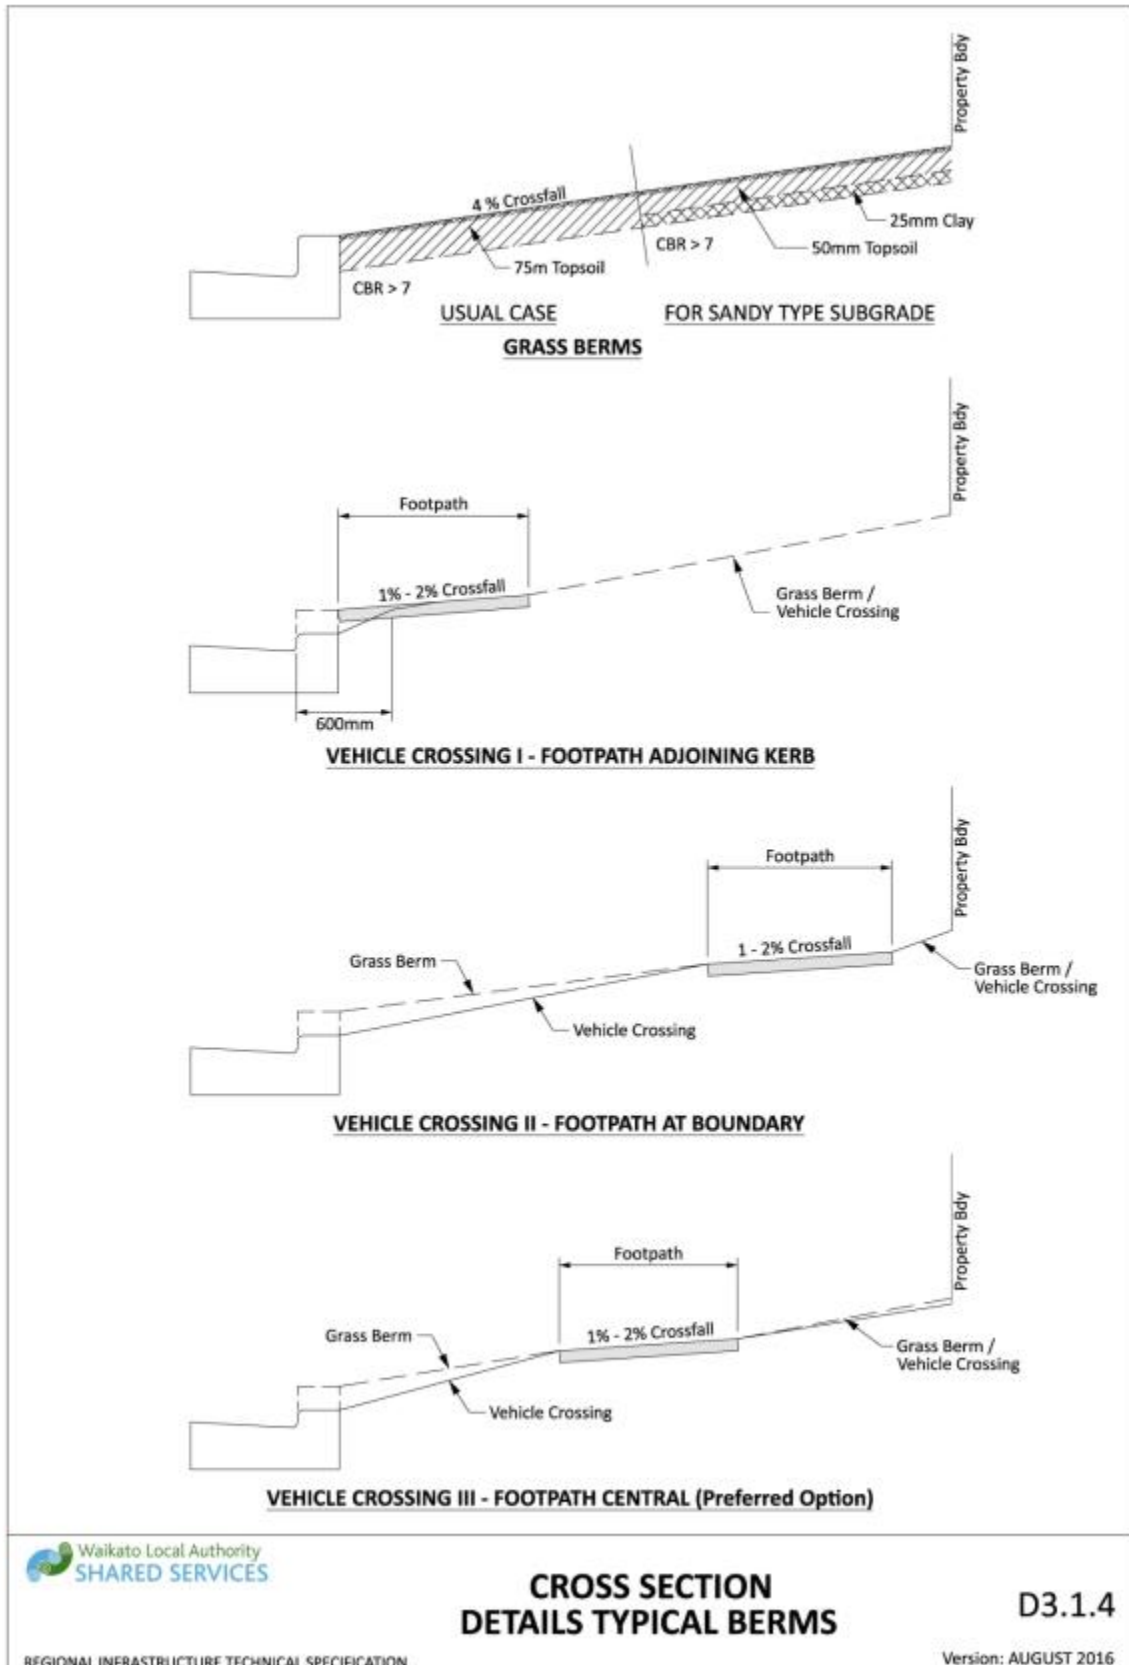 Property Bdy
4 % Crossfall
25mm Clay
CBR > 7
50mm Topsoil
75m Topsoil
CBR > 7
USUAL CASE
FOR SANDY TYPE SUBGRADE
GRASS BERMS
Property Bdy
Footpath
1% - 2% Crossfall
Grass Berm /
Vehicle Crossing
600mm
VEHICLE CROSSING I - FOOTPATH ADJOINING KERB
Property Bdy
Footpath
1 - 2% Crossfall
Grass Berm
Grass Berm /
Vehicle Crossing
Vehicle Crossing
VEHICLE CROSSING II - FOOTPATH AT BOUNDARY
Property Bdy
Footpath
1% - 2% Crossfall
Grass Berm
Grass Berm /
Vehicle Crossing
Vehicle Crossing
VEHICLE CROSSING III - FOOTPATH CENTRAL (Preferred Option)
Waikato Local Authority
SHARED SERVICES
CROSS SECTION
DETAILS TYPICAL BERMS
D3.1.4
REGIONAL INFRASTRUCTURE TECHNICAL SPECIFICATION
Version: AUGUST 2016